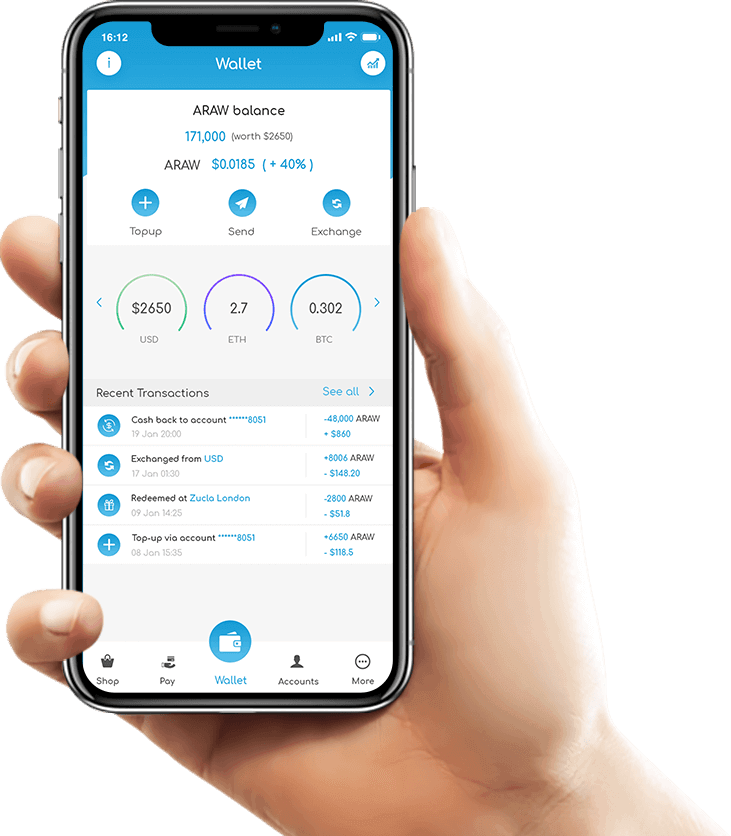 16:12
i
Wallet
ARAW balance
171,000 (worth $2650)
ARAW $0.0185 ( + 40% )
Topup Send Exchange
$2650 2.7 0.302
USD ETH BTC
Recent Transactions See all
Cash back to account ******8051 -48,000 ARAW
19 Jan 20:00 + $860
Exchanged from USD +8006 ARAW
17 Jan 01:30 - $148.20
Redeemed at Zucla London -2800 ARAW
09 Jan 14:25 - $51.8
Top-up via account ******8051 +6650 ARAW
08 Jan 15:35 - $118.5
Shop Pay Wallet Accounts More